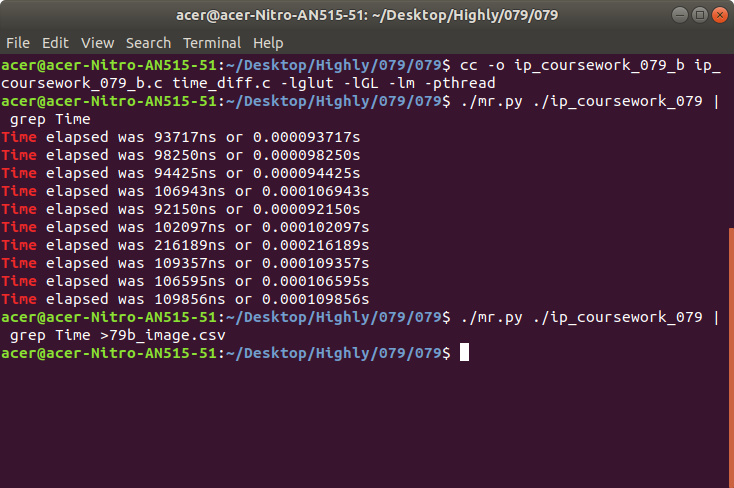 acer@acer-Nitro-AN515-51: ~/Desktop/Highly/079/079
File Edit View Search Terminal Help
acer@acer-Nitro-AN515-51:~/Desktop/Highly/079/079$ cc -o ip_coursework_079_b ip_
coursework_079_b.c time_diff.c -lglut -lGL -lm -pthread
acer@acer-Nitro-AN515-51:~/Desktop/Highly/079/079$ ./mr.py ./ip_coursework_079 |
 grep Time
Time elapsed was 93717ns or 0.000093717s
Time elapsed was 98250ns or 0.000098250s
Time elapsed was 94425ns or 0.000094425s
Time elapsed was 106943ns or 0.000106943s
Time elapsed was 92150ns or 0.000092150s
Time elapsed was 102097ns or 0.000102097s
Time elapsed was 216189ns or 0.000216189s
Time elapsed was 109357ns or 0.000109357s
Time elapsed was 106595ns or 0.000106595s
Time elapsed was 109856ns or 0.000109856s
acer@acer-Nitro-AN515-51:~/Desktop/Highly/079/079$ ./mr.py ./ip_coursework_079 |
 grep Time >79b_image.csv
acer@acer-Nitro-AN515-51:~/Desktop/Highly/079/079$